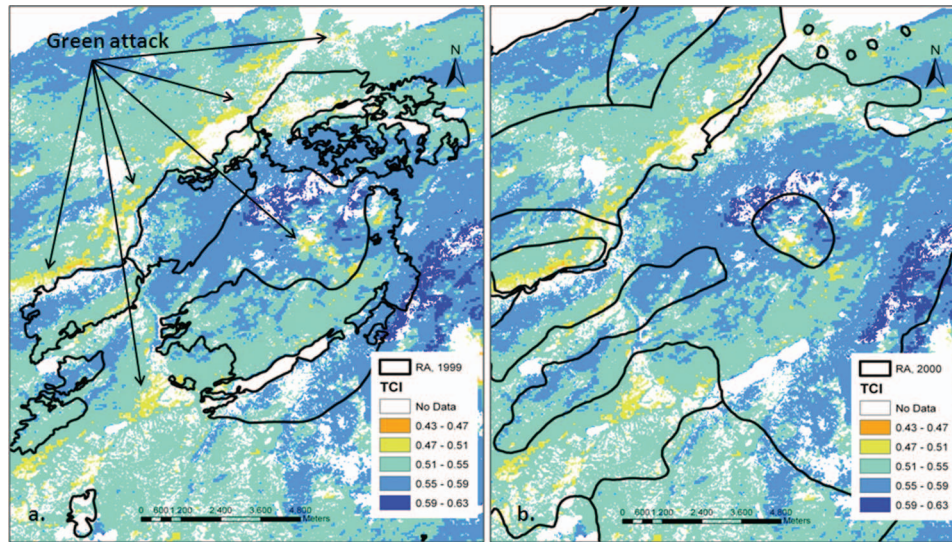 Green attack
N
RA, 1999
TCI
No Data
0.43 - 0.47
0.47 - 0.51
0.51 - 0.55
0.55 - 0.59
0.59 - 0.63
a.
0 600 1,200 2,400 3,600 4,800
Meters
N
RA, 2000
TCI
No Data
0.43 - 0.47
0.47 - 0.51
0.51 - 0.55
0.55 - 0.59
0.59 - 0.63
b.
0 600 1,200 2,400 3,600 4,800
Meters